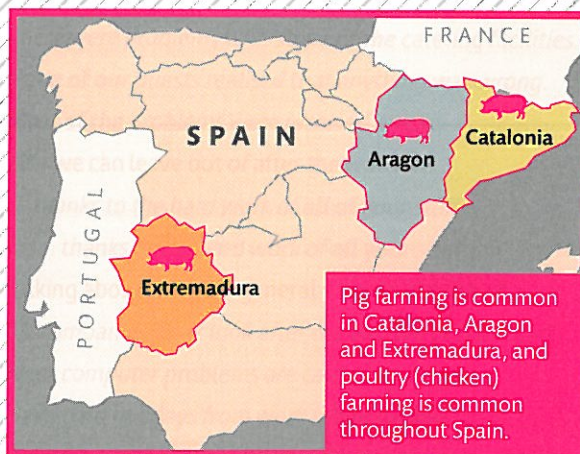 FRANCE
SPAIN
Aragon
Catalonia
PORTUGAL
Extremadura
Pig farming is common
in Catalonia, Aragon
and Extremadura, and
poultry (chicken)
farming is common
throughout Spain.